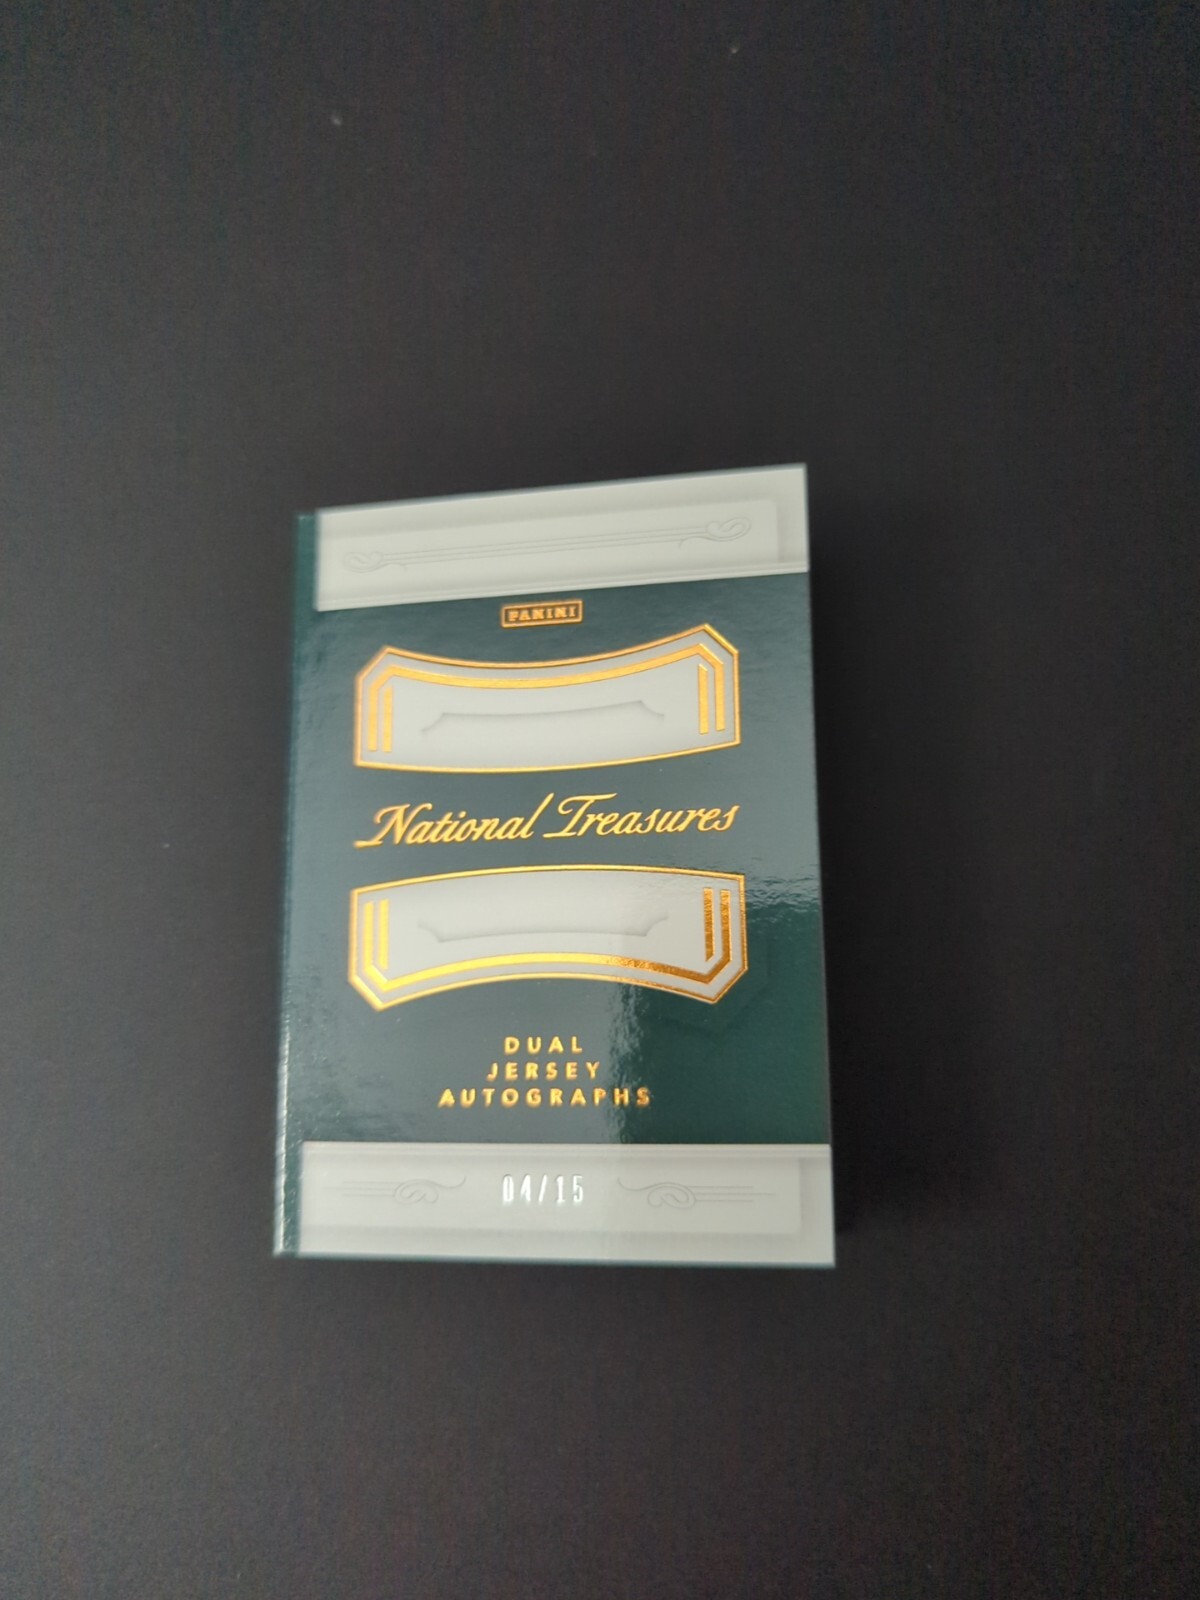 PANINI
National Treasures
DUAL
JERSEY
AUTOGRAPHS
04/15